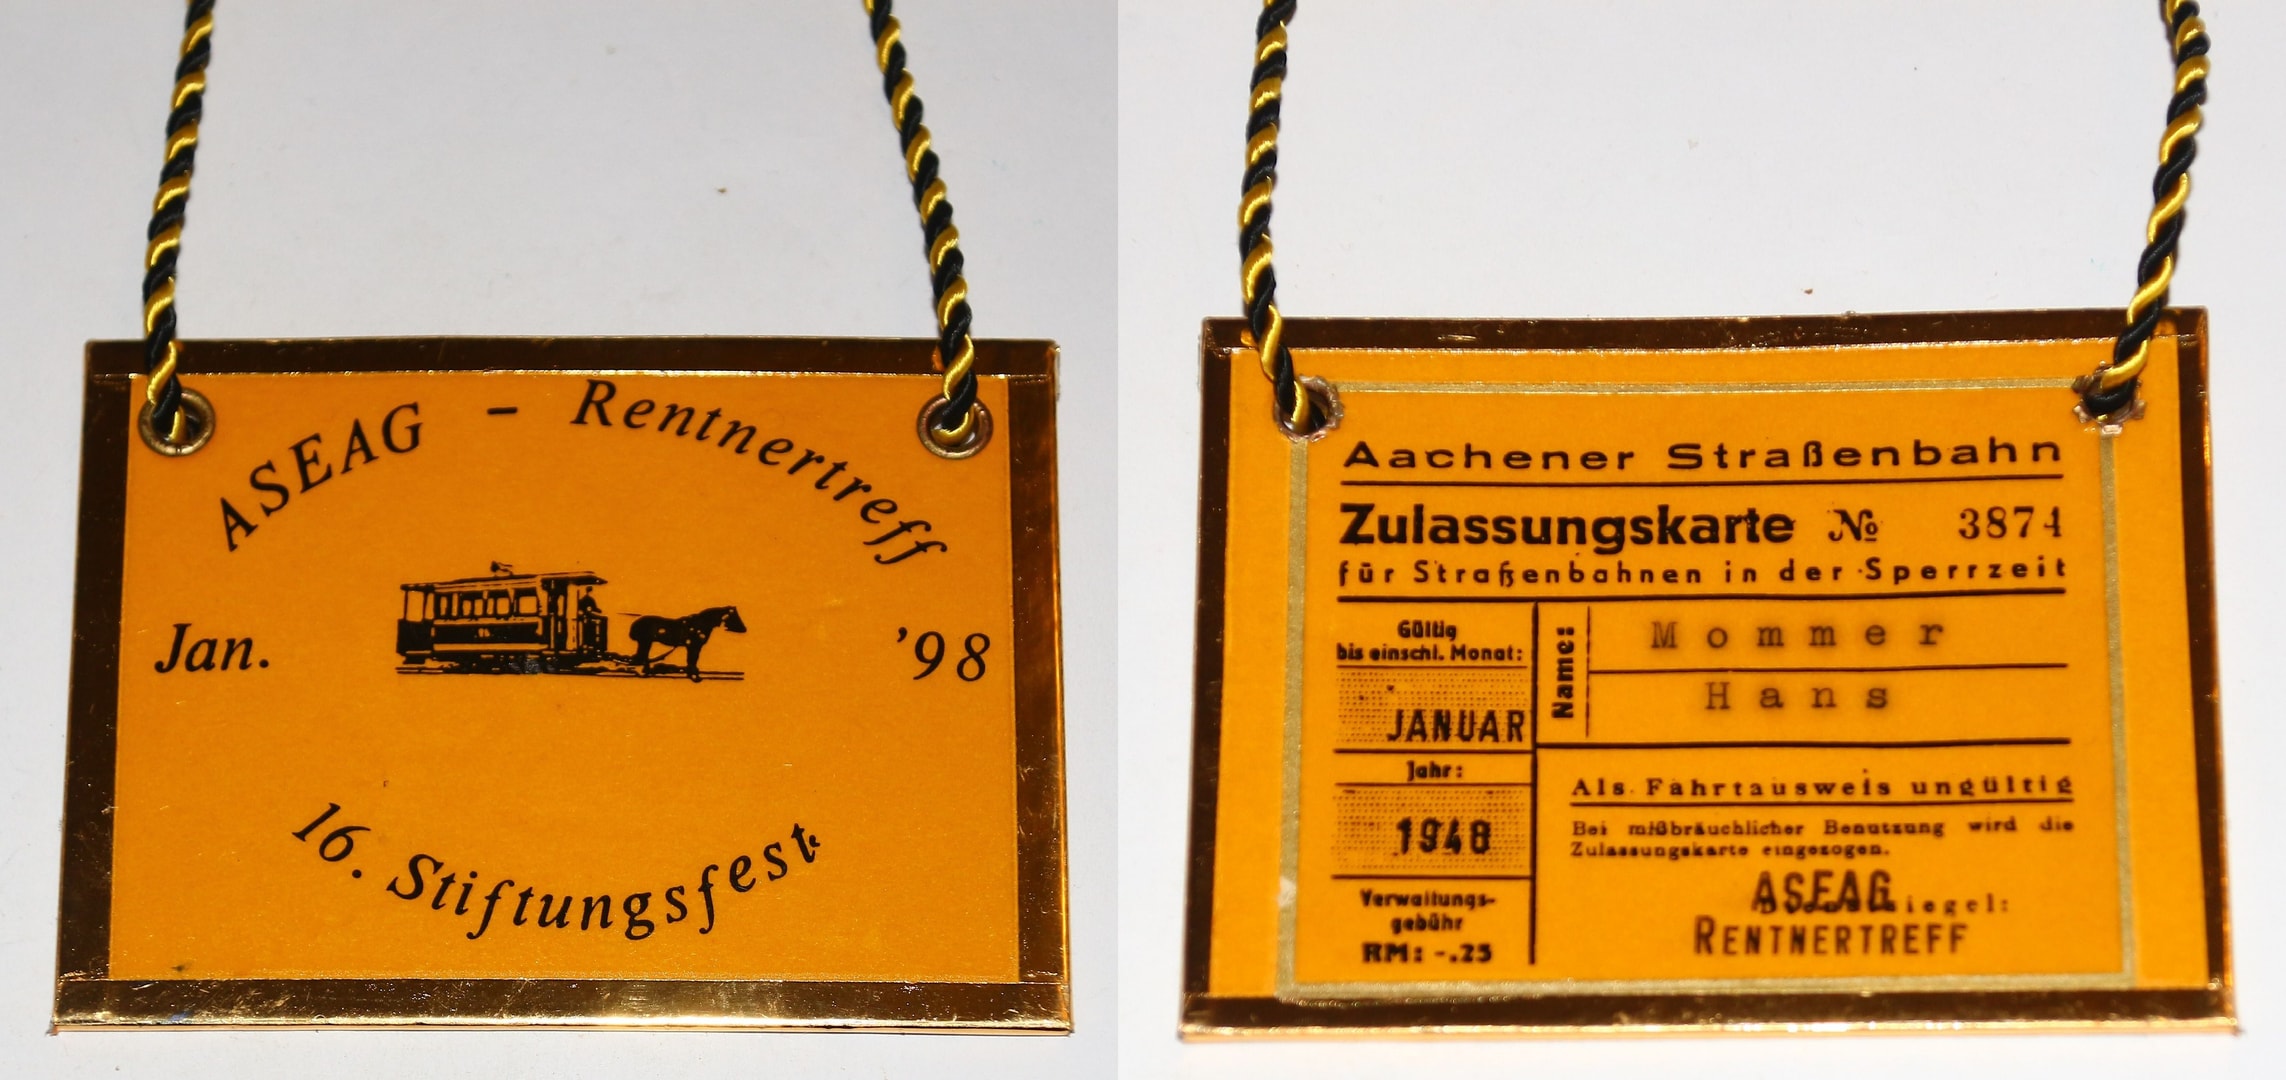 ASEAG - Rentnertreff
Jan. '98
16. Stiftungsfest
Aachener Straßenbahn
Zulassungskarte № 3874
für Straßenbahnen in der Sperrzeit
Gültig
bis einschl. Monat:
JANUAR
Jahr:
1948
Verwaltungs-
gebühr
RM: -.25
Name:
Mommer
Hans
Als Fahrtausweis ungültig
Bei mißbräuchlicher Benutzung wird die
Zulassungskarte eingezogen.
ASEAG
RENTNERTREFF